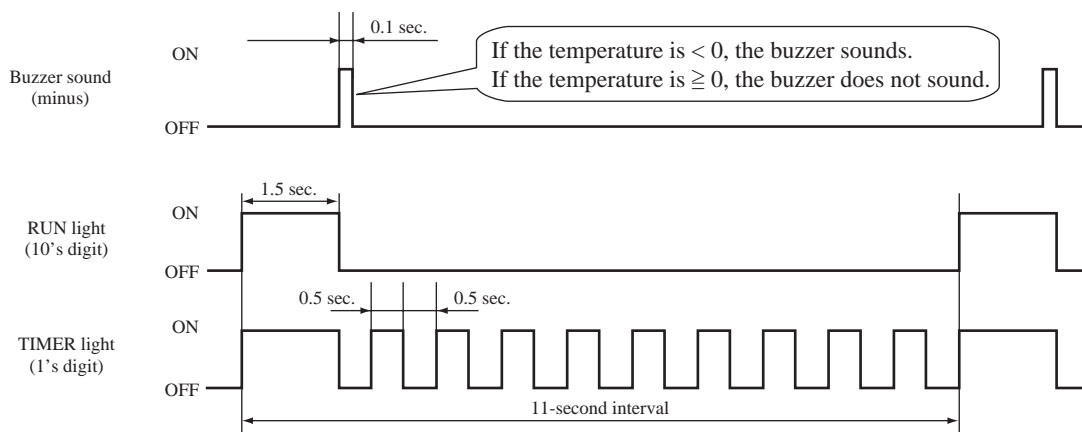 0.1 sec.
ON
If the temperature is < 0, the buzzer sounds.
If the temperature is ≧ 0, the buzzer does not sound.
Buzzer sound
(minus)
OFF
1.5 sec.
ON
RUN light
(10's digit)
OFF
0.5 sec.
0.5 sec.
ON
TIMER light
(1's digit)
OFF
11-second interval